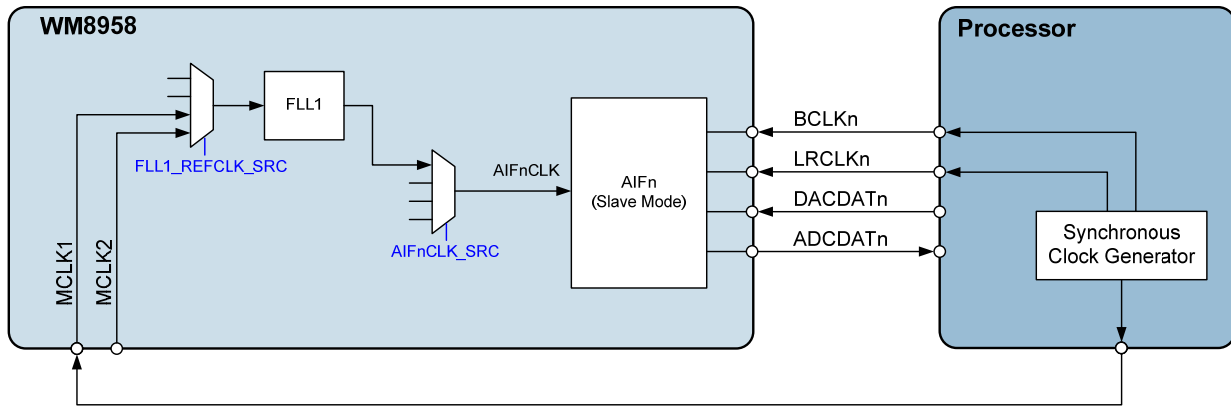 WM8958
Processor
FLL1
FLL1_REFCLK_SRC
AIFnCLK
AIFnCLK_SRC
AIFn
(Slave Mode)
BCLKn
LRCLKn
DACDATn
ADCDATn
Synchronous
Clock Generator
MCLK1
MCLK2